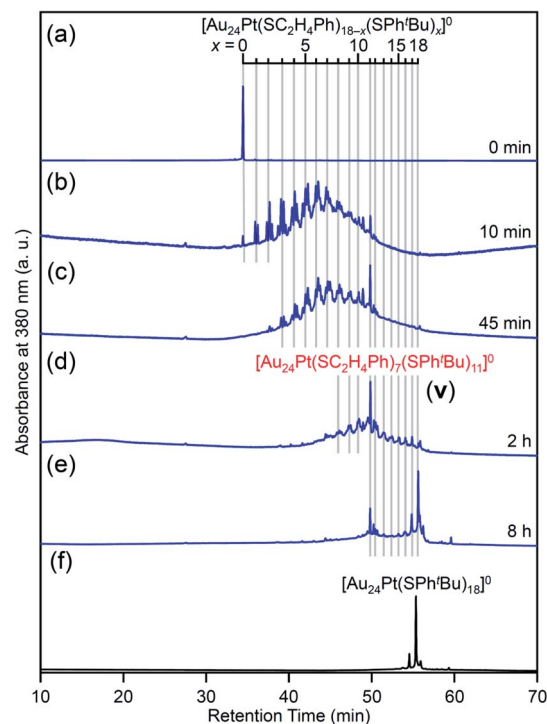 (a)
[Au₂₄Pt(SC₂H₄Ph)₁₈₋ₓ(SPhᵗBu)ₓ]⁰
x = 0 5 10 15 18
0 min
(b)
10 min
(c)
45 min
(d)
[Au₂₄Pt(SC₂H₄Ph)₇(SPhᵗBu)₁₁]⁰
(v)
2 h
(e)
8 h
(f)
[Au₂₄Pt(SPhᵗBu)₁₈]⁰
Absorbance at 380 nm (a. u.)
10 20 30 40 50 60 70
Retention Time (min)